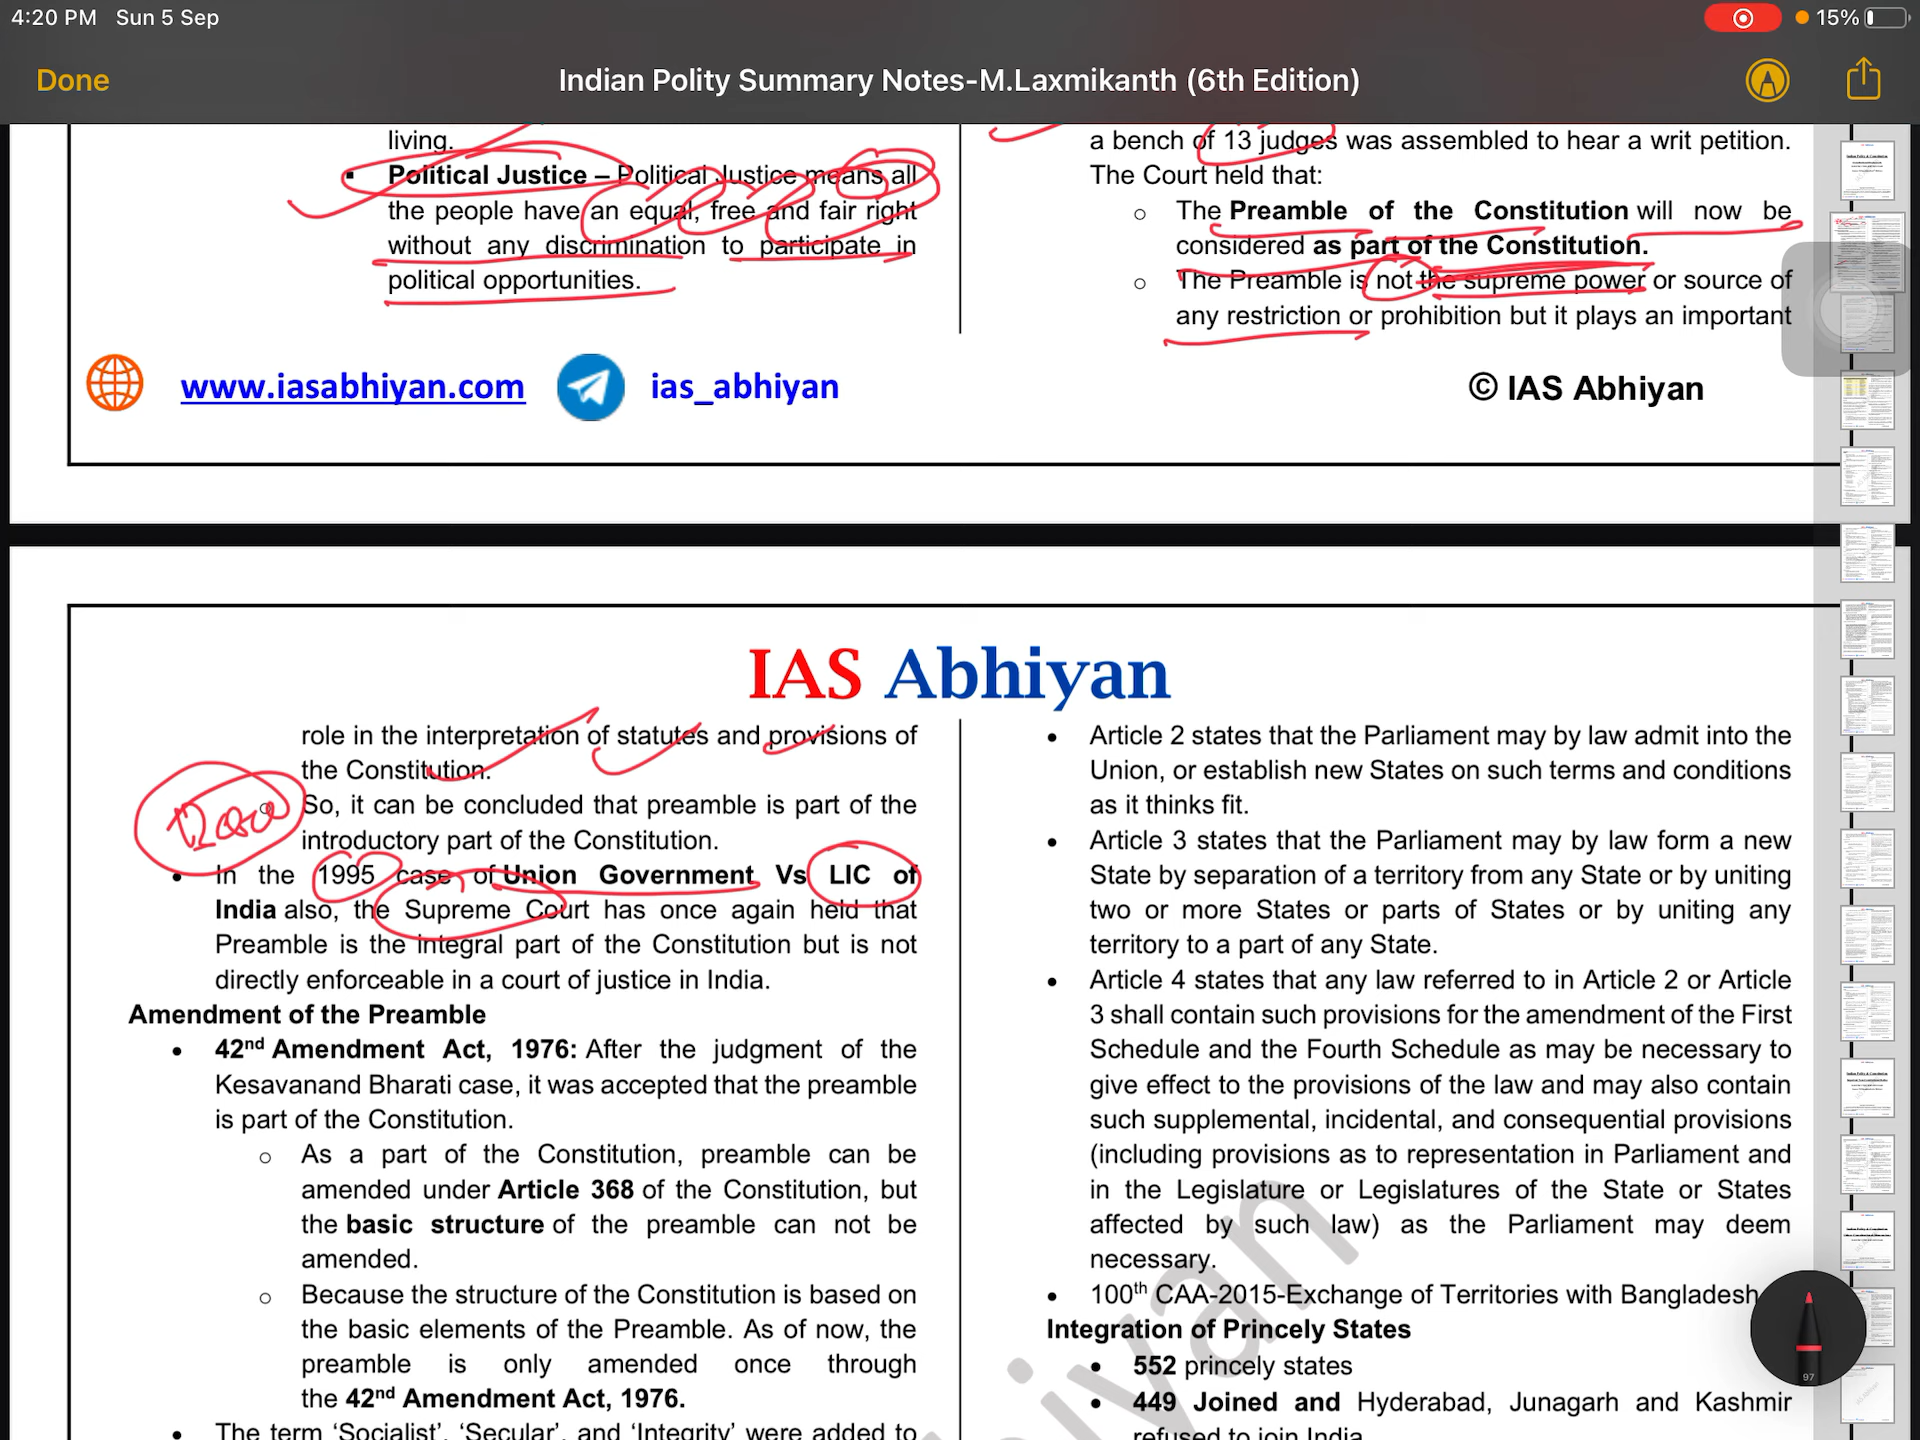 4:20 PM Sun 5 Sep
15%
Done
Indian Polity Summary Notes-M.Laxmikanth (6th Edition)
living.
▪ Political Justice – Political Justice means all
the people have an equal, free and fair right
without any discrimination to participate in
political opportunities.
a bench of 13 judges was assembled to hear a writ petition.
The Court held that:
o The Preamble of the Constitution will now be
considered as part of the Constitution.
o The Preamble is not the supreme power or source of
any restriction or prohibition but it plays an important
www.iasabhiyan.com
ias_abhiyan
© IAS Abhiyan
IAS Abhiyan
role in the interpretation of statutes and provisions of
the Constitution.
o So, it can be concluded that preamble is part of the
introductory part of the Constitution.
• In the 1995 case of Union Government Vs LIC of
India also, the Supreme Court has once again held that
Preamble is the integral part of the Constitution but is not
directly enforceable in a court of justice in India.
Amendment of the Preamble
• 42nd Amendment Act, 1976: After the judgment of the
Kesavanand Bharati case, it was accepted that the preamble
is part of the Constitution.
o As a part of the Constitution, preamble can be
amended under Article 368 of the Constitution, but
the basic structure of the preamble can not be
amended.
o Because the structure of the Constitution is based on
the basic elements of the Preamble. As of now, the
preamble is only amended once through
the 42nd Amendment Act, 1976.
• The term ‘Socialist’, ‘Secular’, and ‘Integrity’ were added to
• Article 2 states that the Parliament may by law admit into the
Union, or establish new States on such terms and conditions
as it thinks fit.
• Article 3 states that the Parliament may by law form a new
State by separation of a territory from any State or by uniting
two or more States or parts of States or by uniting any
territory to a part of any State.
• Article 4 states that any law referred to in Article 2 or Article
3 shall contain such provisions for the amendment of the First
Schedule and the Fourth Schedule as may be necessary to
give effect to the provisions of the law and may also contain
such supplemental, incidental, and consequential provisions
(including provisions as to representation in Parliament and
in the Legislature or Legislatures of the State or States
affected by such law) as the Parliament may deem
necessary.
• 100th CAA-2015-Exchange of Territories with Bangladesh
Integration of Princely States
• 552 princely states
• 449 Joined and Hyderabad, Junagarh and Kashmir
refused to join India
97